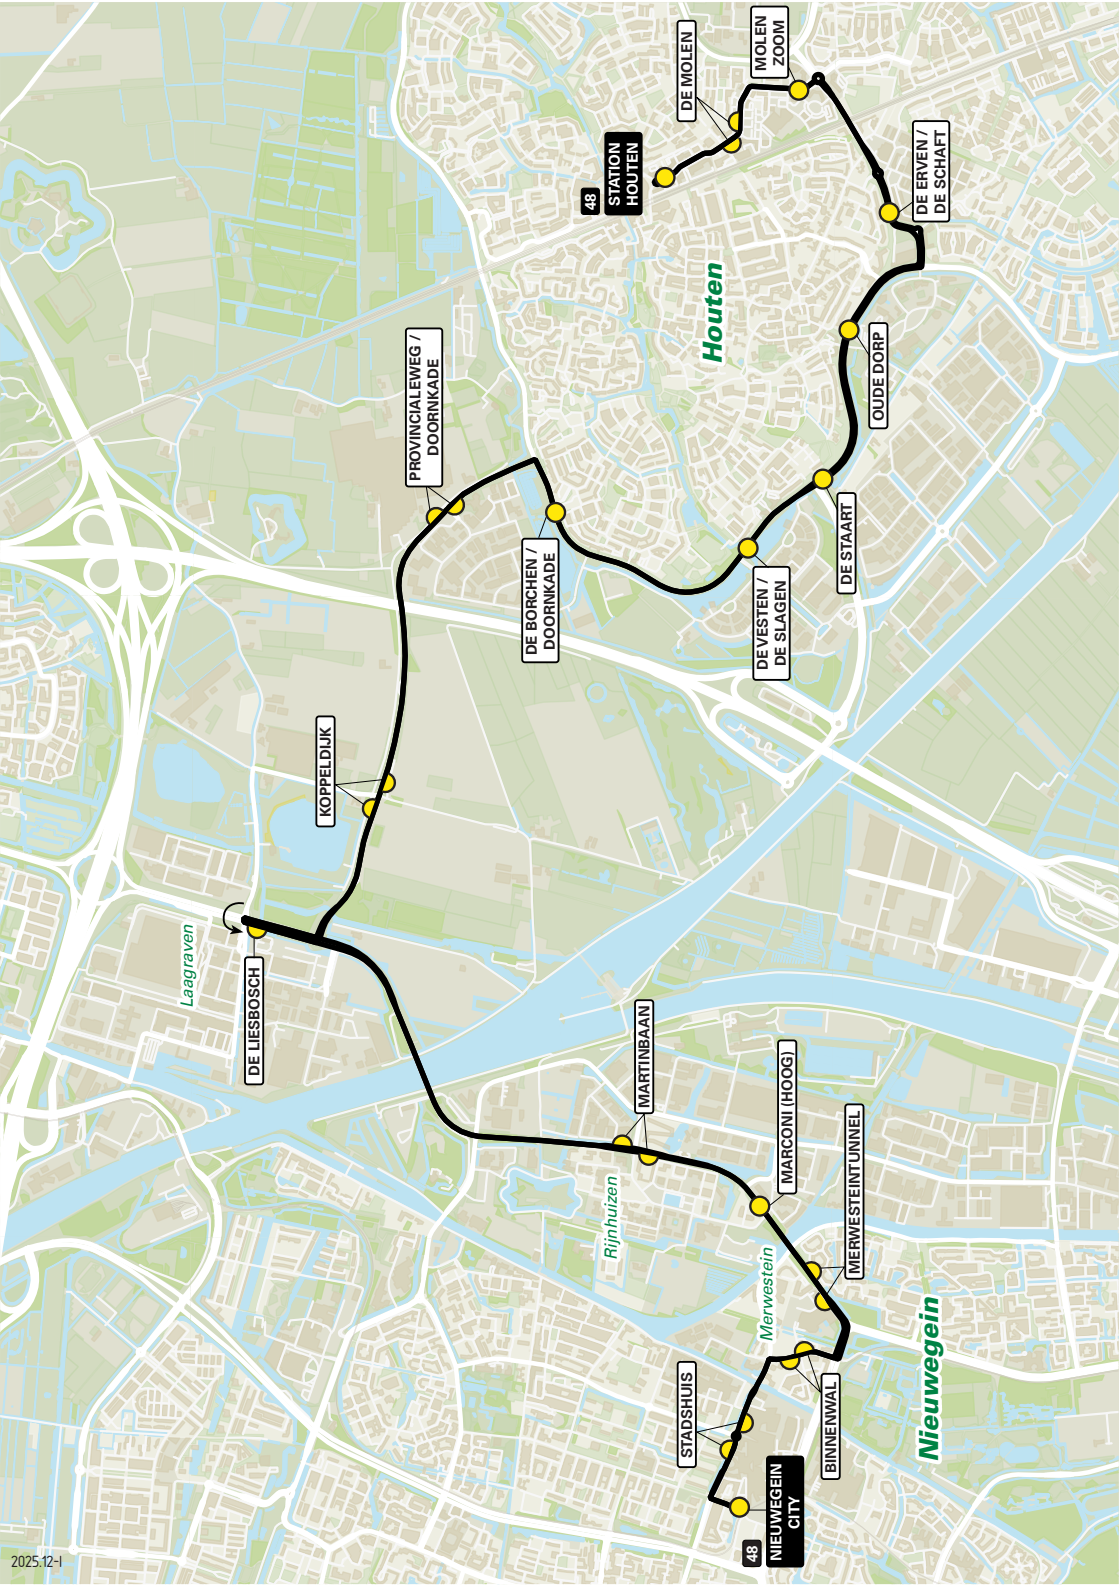 48
STATION
HOUTEN
DE MOLEN
MOLEN
ZOOM
DE ERVEN /
DE SCHAFT
Houten
OUDE DORP
DE STAART
DE VESTEN /
DE SLAGEN
DE BORCHEN /
DOORNKADE
PROVINCIALEWEG /
DOORNKADE
KOPPELDIJK
Laagraven
DE LIESBOSCH
MARTINBAAN
Rijnhuizen
MARCONI (HOOG)
MERWESTEINTUNNEL
Merwestein
BINNENWAL
STADSHUIS
Nieuwegein
48
NIEUWEGEIN
CITY
2025.12-I